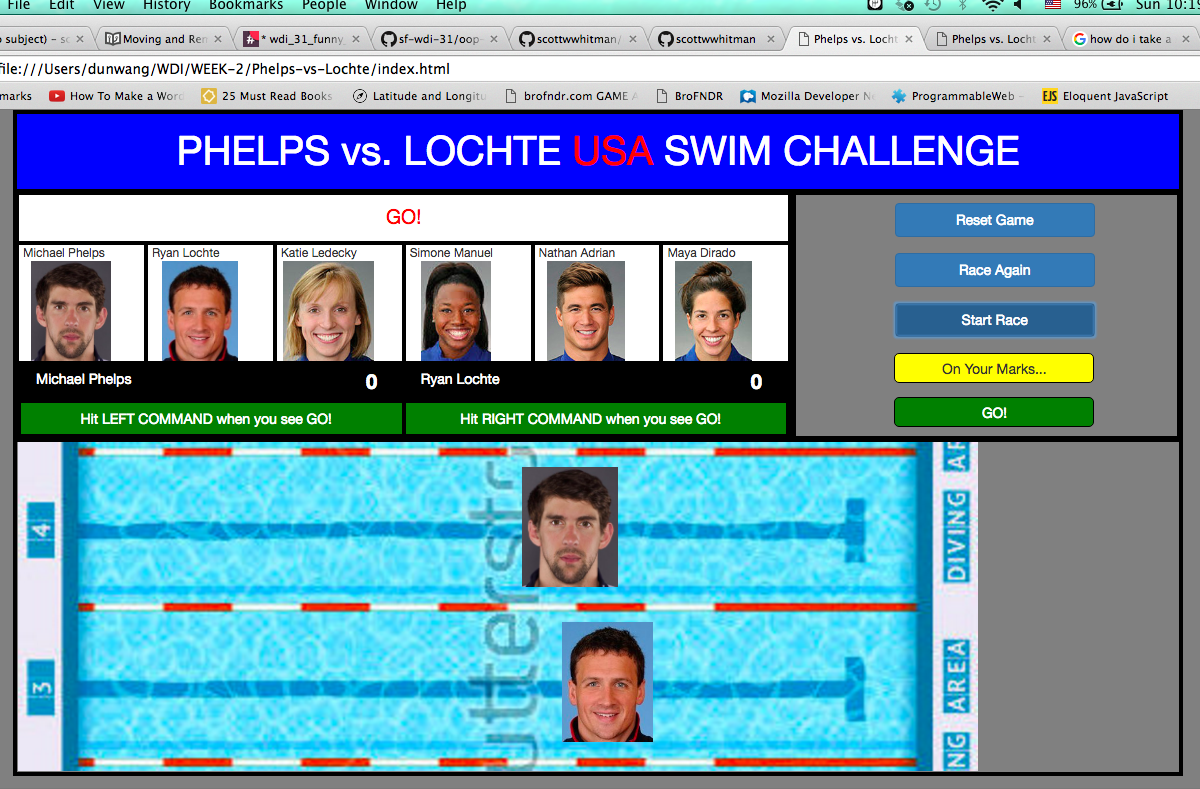 File Edit View History Bookmarks People Window Help 96% Sun 10:19
subject) – Moving and Ren * wdi_31_funny_ sf-wdi-31/oop- scottwwhitman/ scottwwhitman Phelps vs. Locht Phelps vs. Locht how do i take a
file:///Users/dunwang/WDI/WEEK-2/Phelps-vs-Lochte/index.html
marks How To Make a Word 25 Must Read Books Latitude and Longitu brofndr.com GAME A BroFNDR Mozilla Developer Ne ProgrammableWeb – EJS Eloquent JavaScript
PHELPS vs. LOCHTE USA SWIM CHALLENGE
GO!
Michael Phelps Ryan Lochte Katie Ledecky Simone Manuel Nathan Adrian Maya Dirado
Michael Phelps 0 Ryan Lochte 0
Hit LEFT COMMAND when you see GO! Hit RIGHT COMMAND when you see GO!
Reset Game
Race Again
Start Race
On Your Marks...
GO!
4
3
utterst
DIVING AR
NG AREA